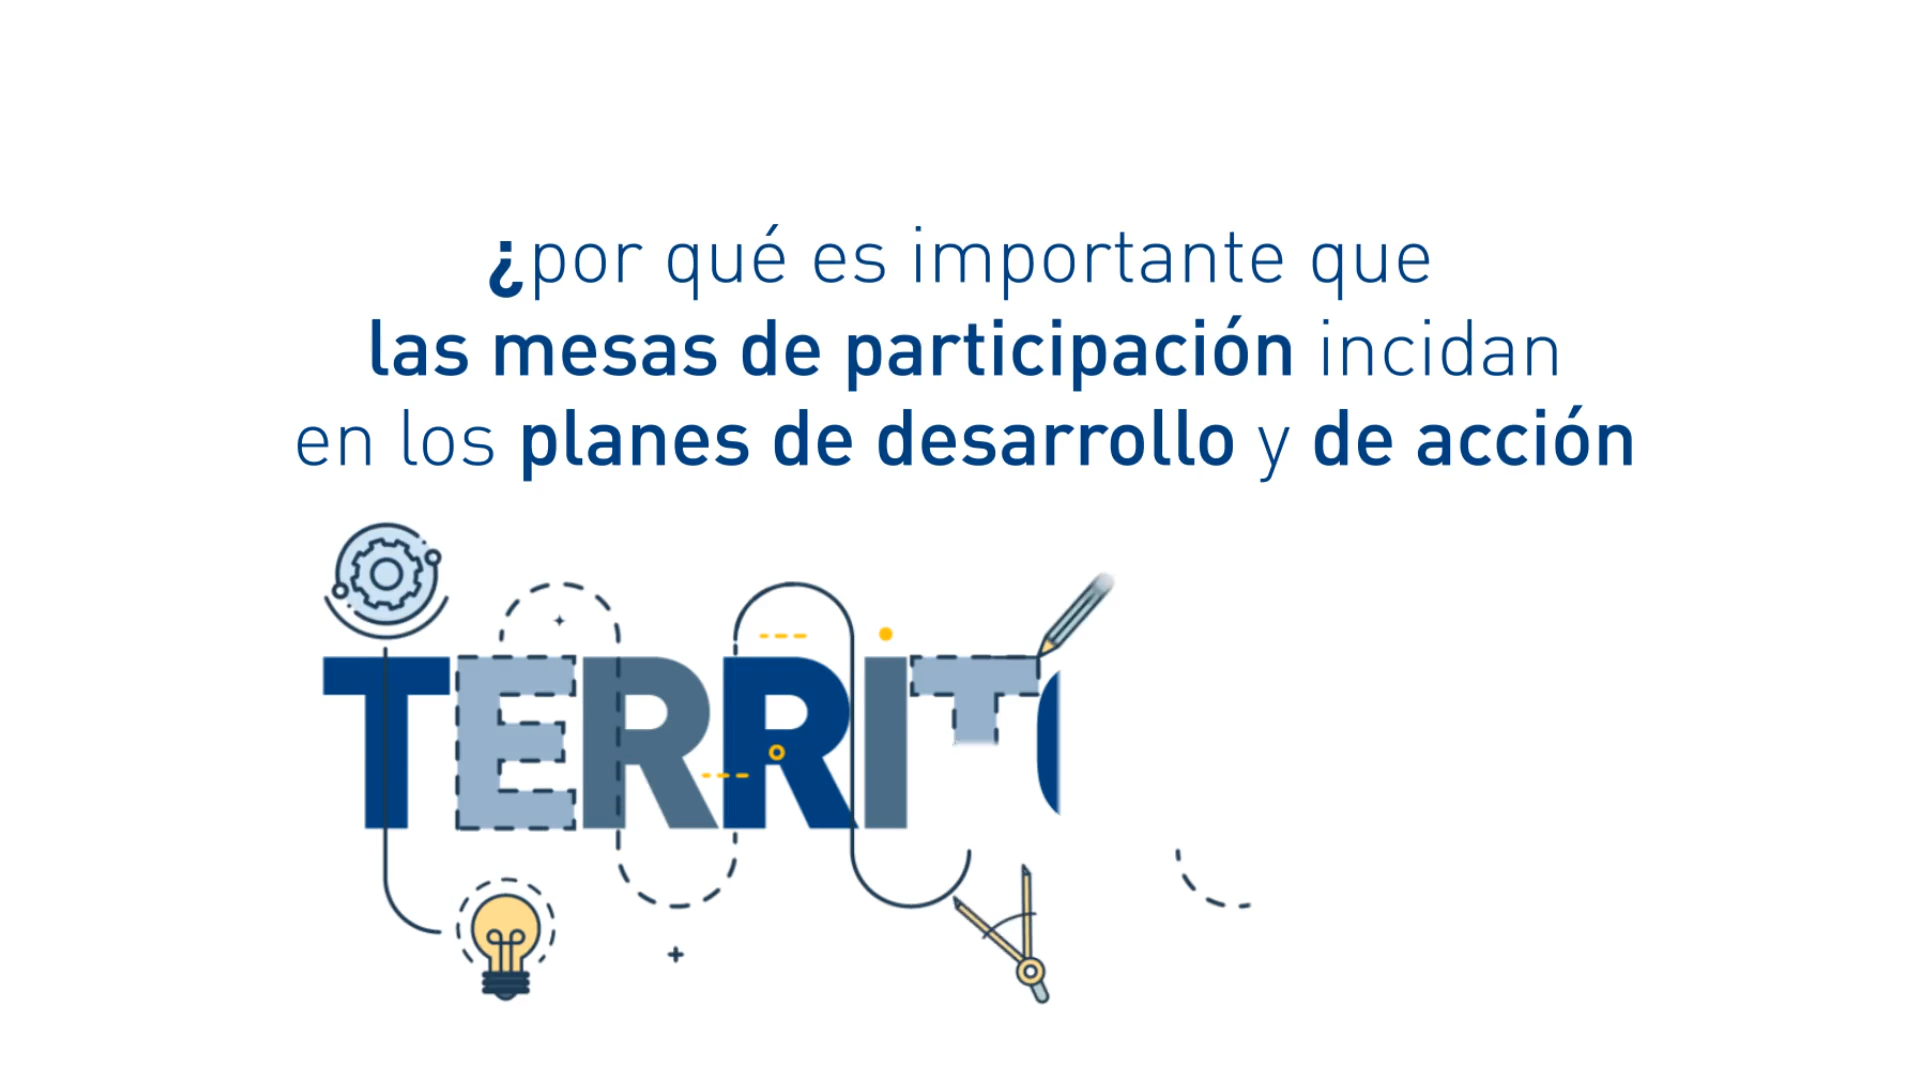 ¿por qué es importante que
las mesas de participación incidan
en los planes de desarrollo y de acción
TERRIT